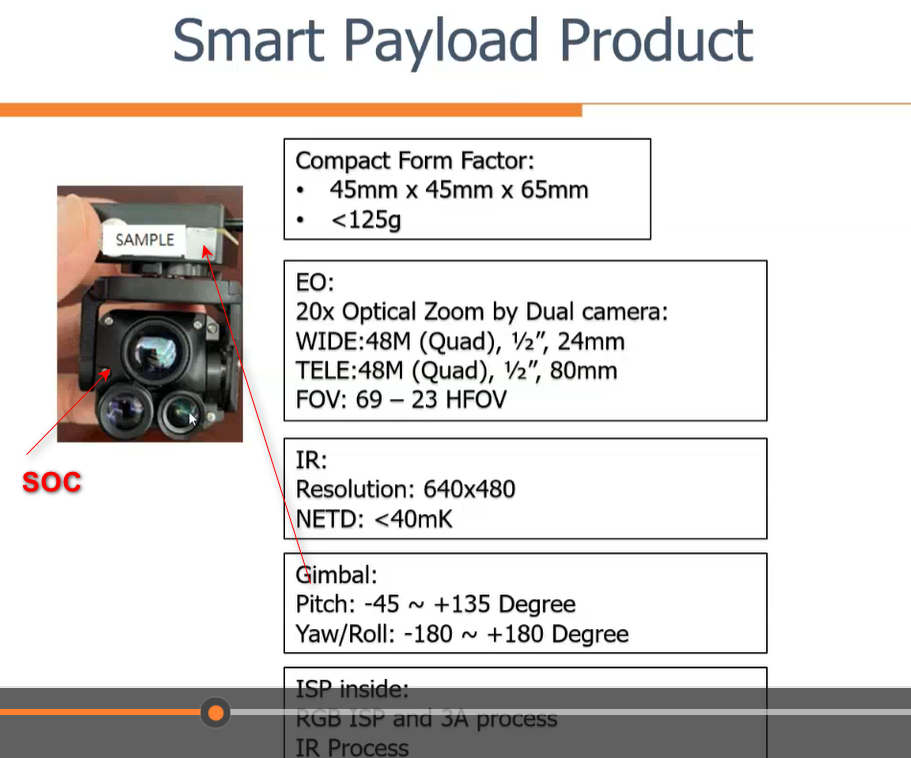 Smart Payload Product
Compact Form Factor:
• 45mm x 45mm x 65mm
• <125g
SAMPLE
EO:
20x Optical Zoom by Dual camera:
WIDE:48M (Quad), ½”, 24mm
TELE:48M (Quad), ½”, 80mm
FOV: 69 – 23 HFOV
SOC
IR:
Resolution: 640x480
NETD: <40mK
Gimbal:
Pitch: -45 ~ +135 Degree
Yaw/Roll: -180 ~ +180 Degree
ISP inside:
RGB ISP and 3A process
IR Process